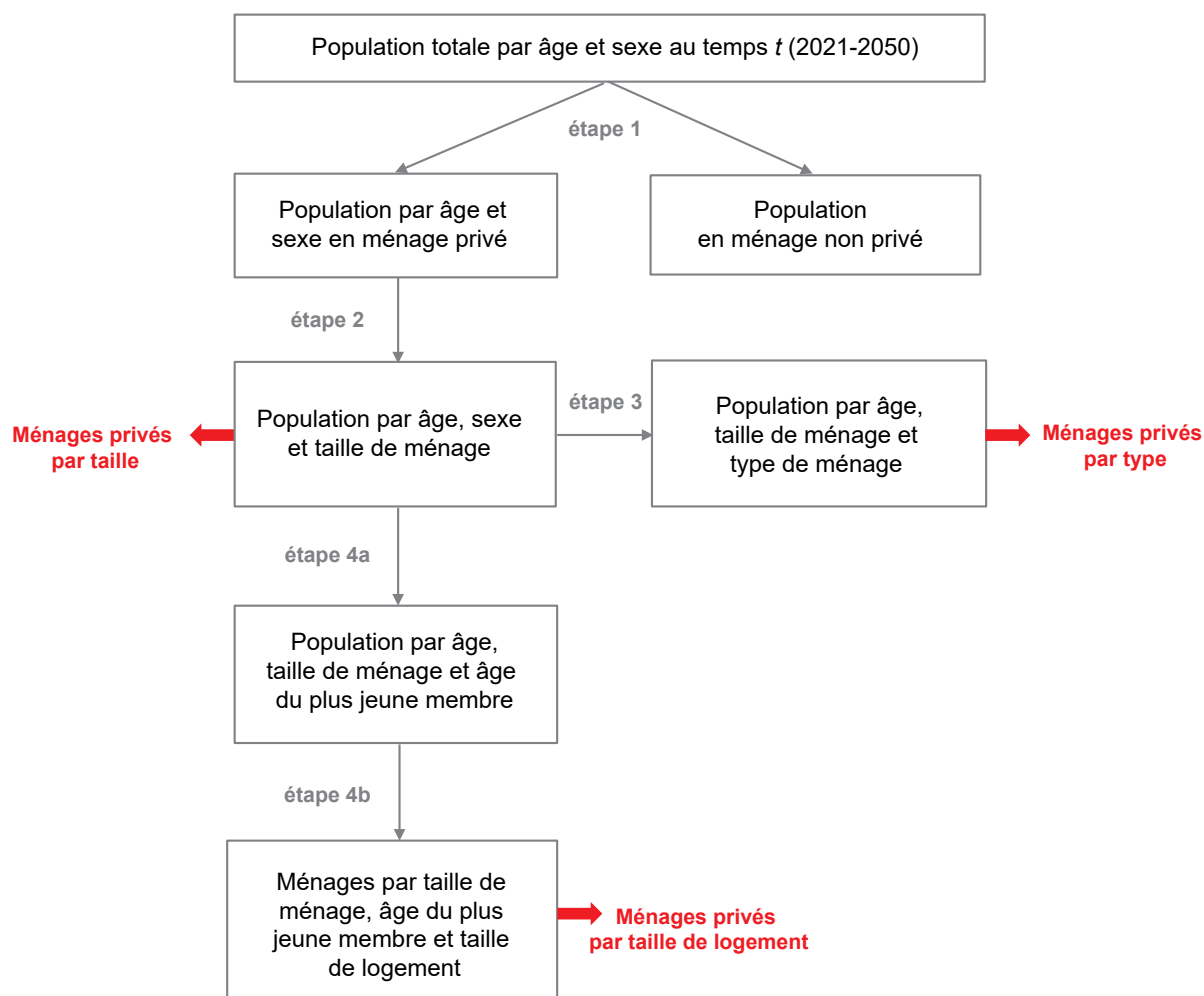 Population totale par âge et sexe au temps t (2021-2050)
étape 1
Population par âge et
sexe en ménage privé
Population
en ménage non privé
étape 2
Ménages privés
par taille
Population par âge, sexe
et taille de ménage
étape 3
Population par âge,
taille de ménage et
type de ménage
Ménages privés
par type
étape 4a
Population par âge,
taille de ménage et âge
du plus jeune membre
étape 4b
Ménages par taille de
ménage, âge du plus
jeune membre et taille
de logement
Ménages privés
par taille de logement